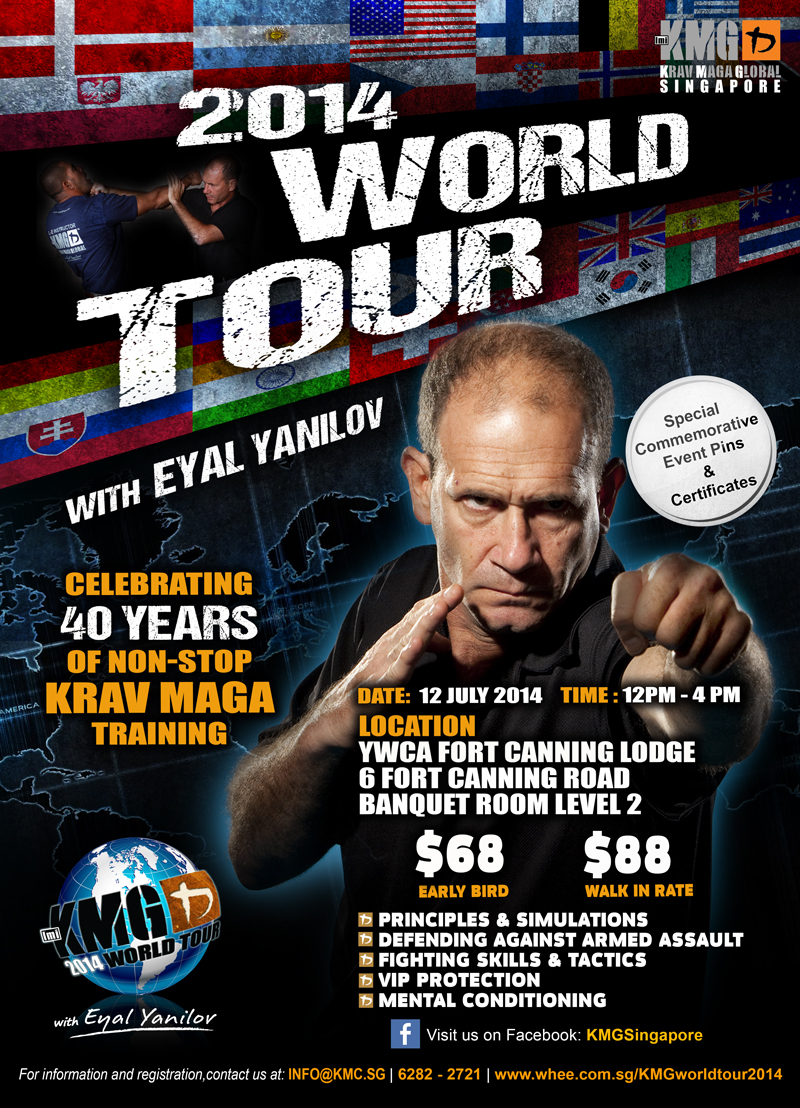 KMG
KRAV MAGA GLOBAL
SINGAPORE
2014
WORLD
TOUR
WITH EYAL YANILOV
Special
Commemorative
Event Pins
&
Certificates
CELEBRATING
40 YEARS
OF NON-STOP
KRAV MAGA
TRAINING
AMERICA
DATE: 12 JULY 2014 TIME : 12PM - 4 PM
LOCATION
YWCA FORT CANNING LODGE
6 FORT CANNING ROAD
BANQUET ROOM LEVEL 2
$68 $88
EARLY BIRD WALK IN RATE
PRINCIPLES & SIMULATIONS
DEFENDING AGAINST ARMED ASSAULT
FIGHTING SKILLS & TACTICS
VIP PROTECTION
MENTAL CONDITIONING
KMG
2014 WORLD TOUR
with Eyal Yanilov
Visit us on Facebook: KMGSingapore
For information and registration,contact us at: INFO@KMC.SG | 6282 - 2721 | www.whee.com.sg/KMGworldtour2014